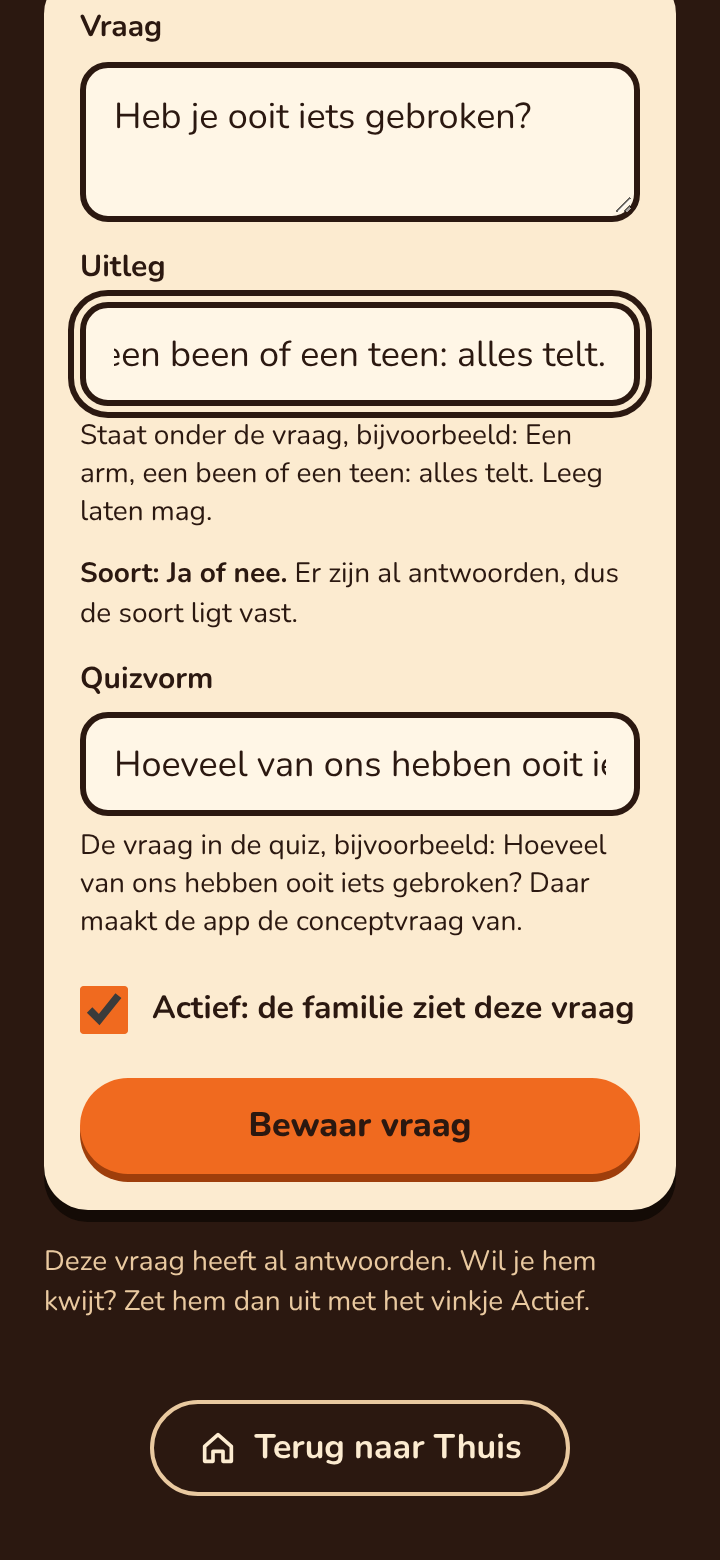 Vraag
Heb je ooit iets gebroken?
Uitleg
een been of een teen: alles telt.
Staat onder de vraag, bijvoorbeeld: Een
arm, een been of een teen: alles telt. Leeg
laten mag.
Soort: Ja of nee. Er zijn al antwoorden, dus
de soort ligt vast.
Quizvorm
Hoeveel van ons hebben ooit
De vraag in de quiz, bijvoorbeeld: Hoeveel
van ons hebben ooit iets gebroken? Daar
maakt de app de conceptvraag van.
Actief: de familie ziet deze vraag
Bewaar vraag
Deze vraag heeft al antwoorden. Wil je hem
kwijt? Zet hem dan uit met het vinkje Actief.
Terug naar Thuis